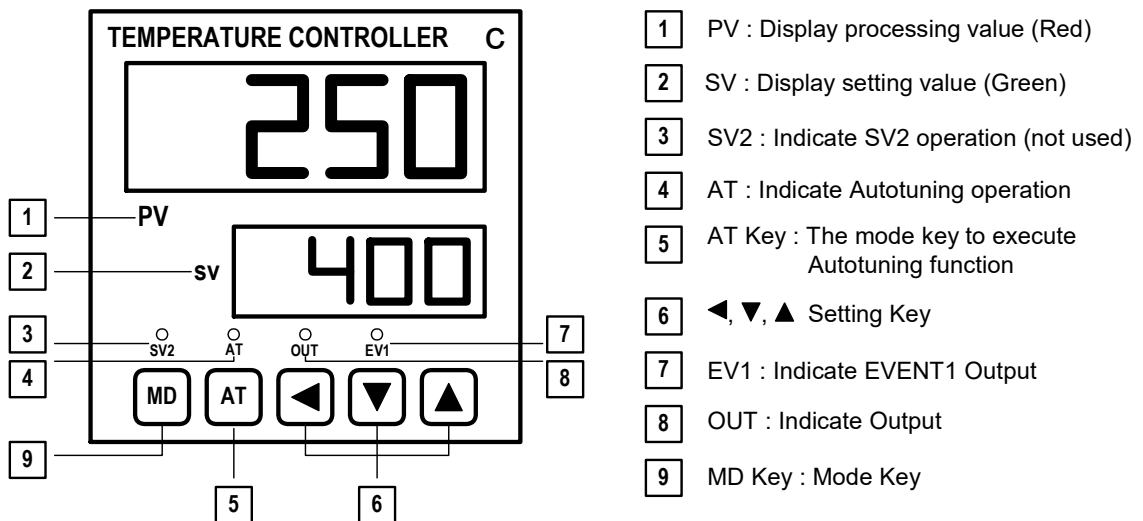 TEMPERATURE CONTROLLER C
250
PV
SV 400
SV2 AT OUT EV1
MD AT ◀ ▼ ▲
1
2
3
4
9
5
6
7
8
1 PV : Display processing value (Red)
2 SV : Display setting value (Green)
3 SV2 : Indicate SV2 operation (not used)
4 AT : Indicate Autotuning operation
5 AT Key : The mode key to execute
Autotuning function
6 ◀, ▼, ▲ Setting Key
7 EV1 : Indicate EVENT1 Output
8 OUT : Indicate Output
9 MD Key : Mode Key